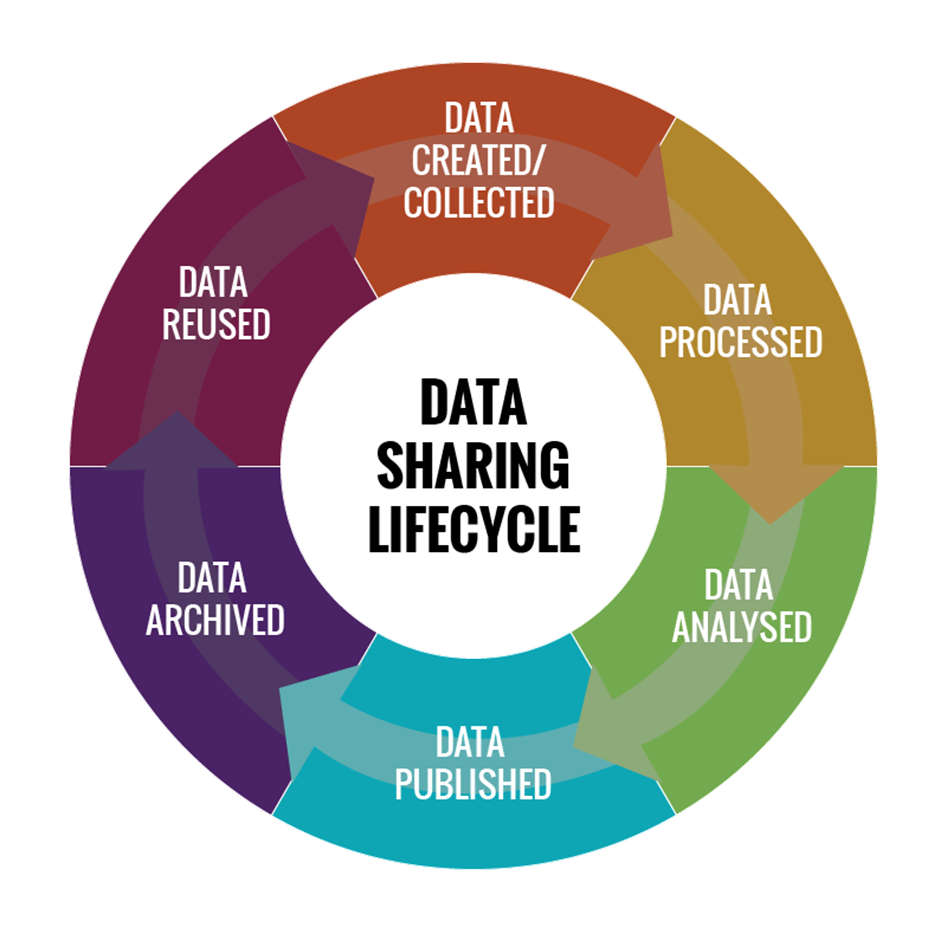 DATA
CREATED/
COLLECTED
DATA
PROCESSED
DATA
ANALYSED
DATA
PUBLISHED
DATA
ARCHIVED
DATA
REUSED
DATA
SHARING
LIFECYCLE